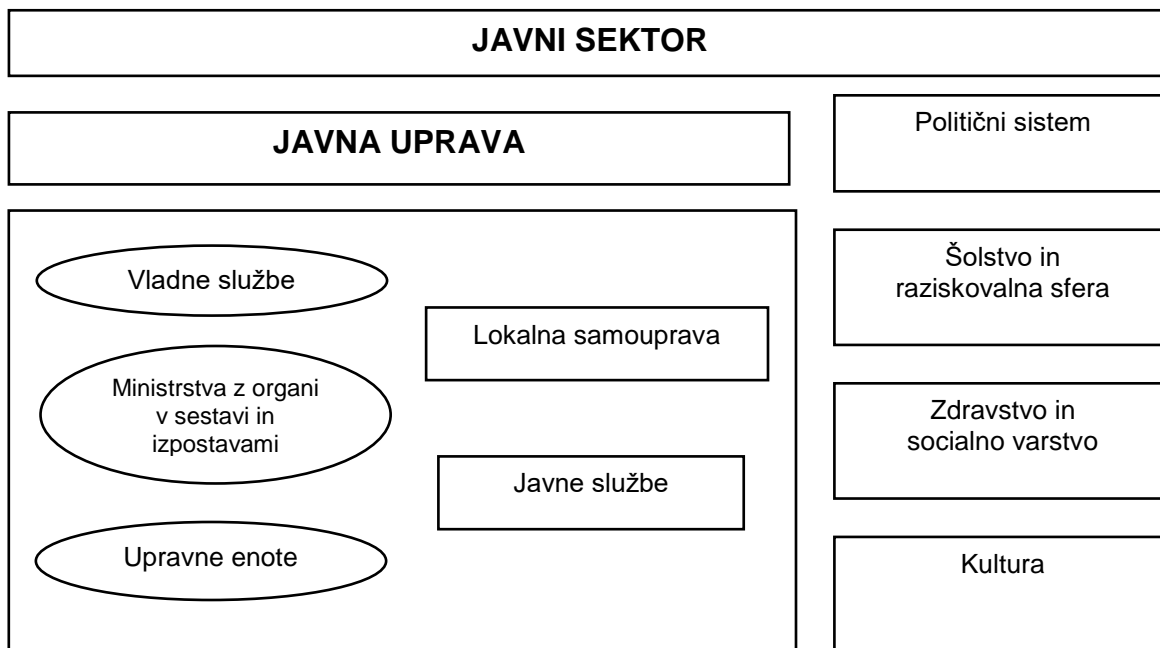 JAVNI SEKTOR
JAVNA UPRAVA
Vladne službe
Ministrstva z organi
v sestavi in
izpostavami
Upravne enote
Lokalna samouprava
Javne službe
Politični sistem
Šolstvo in
raziskovalna sfera
Zdravstvo in
socialno varstvo
Kultura